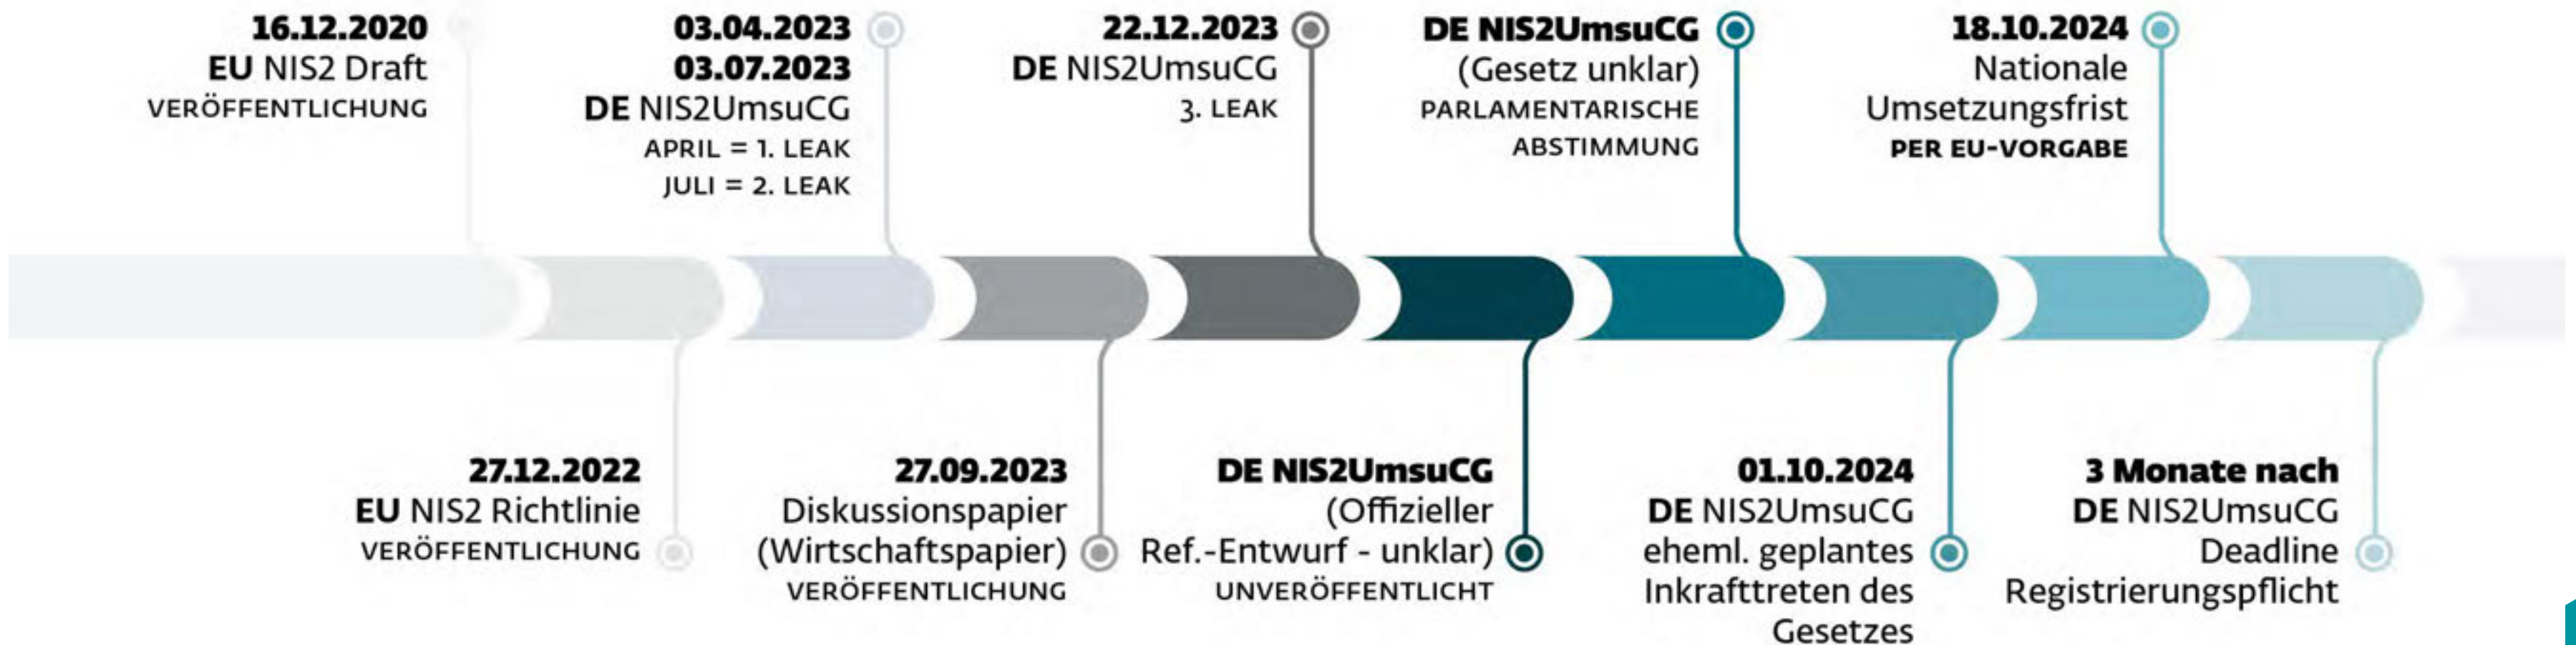 16.12.2020
EU NIS2 Draft
VERÖFFENTLICHUNG
03.04.2023
03.07.2023
DE NIS2UmsuCG
APRIL = 1. LEAK
JULI = 2. LEAK
22.12.2023
DE NIS2UmsuCG
3. LEAK
DE NIS2UmsuCG
(Gesetz unklar)
PARLAMENTARISCHE
ABSTIMMUNG
18.10.2024
Nationale
Umsetzungsfrist
PER EU-VORGABE
27.12.2022
EU NIS2 Richtlinie
VERÖFFENTLICHUNG
27.09.2023
Diskussionspapier
(Wirtschaftspapier)
VERÖFFENTLICHUNG
DE NIS2UmsuCG
(Offizieller
Ref.-Entwurf - unklar)
UNVERÖFFENTLICHT
01.10.2024
DE NIS2UmsuCG
eheml. geplantes
Inkrafttreten des
Gesetzes
3 Monate nach
DE NIS2UmsuCG
Deadline
Registrierungspflicht